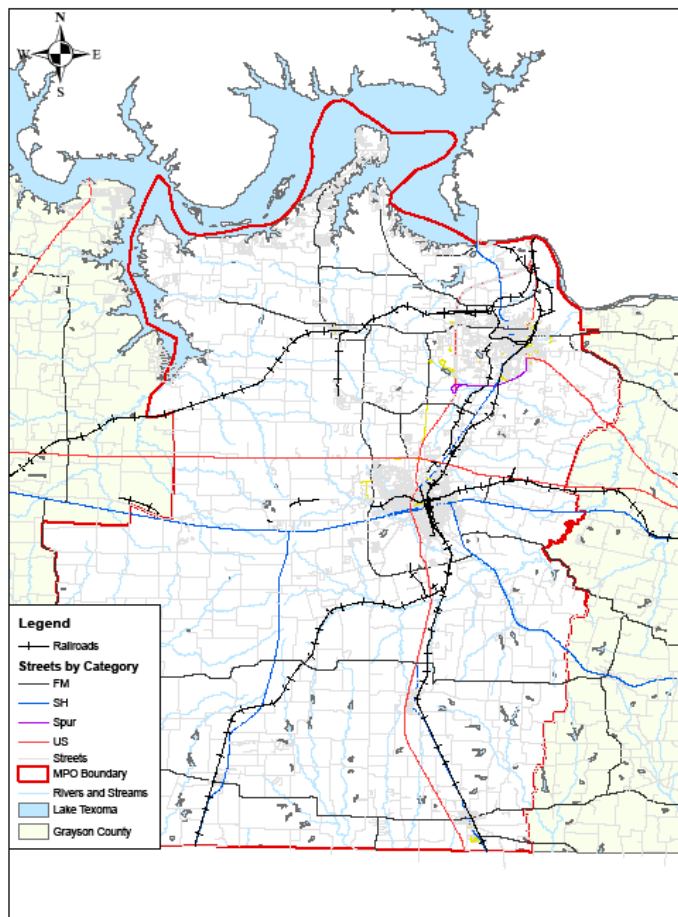 N
W E
S
Legend
Railroads
Streets by Category
FM
SH
Spur
US
Streets
MPO Boundary
Rivers and Streams
Lake Texoma
Grayson County